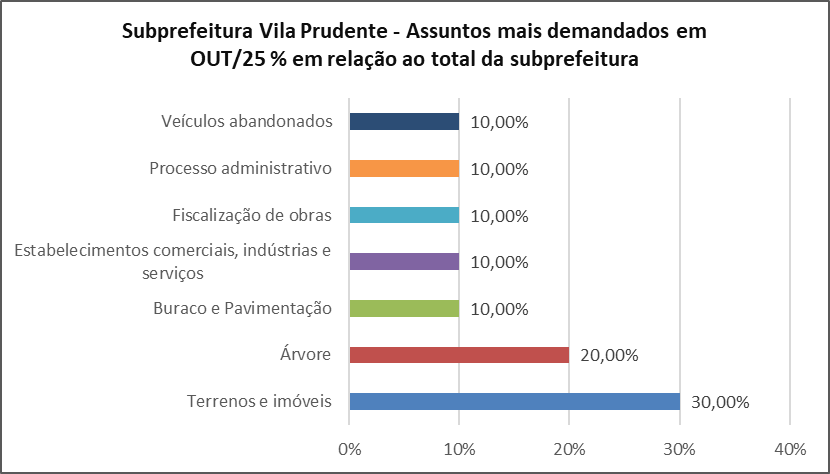 Subprefeitura Vila Prudente - Assuntos mais demandados em
OUT/25 % em relação ao total da subprefeitura
Veículos abandonados
10,00%
Processo administrativo
10,00%
Fiscalização de obras
10,00%
Estabelecimentos comerciais, indústrias e
serviços
10,00%
Buraco e Pavimentação
10,00%
Árvore
20,00%
Terrenos e imóveis
30,00%
0%
10%
20%
30%
40%